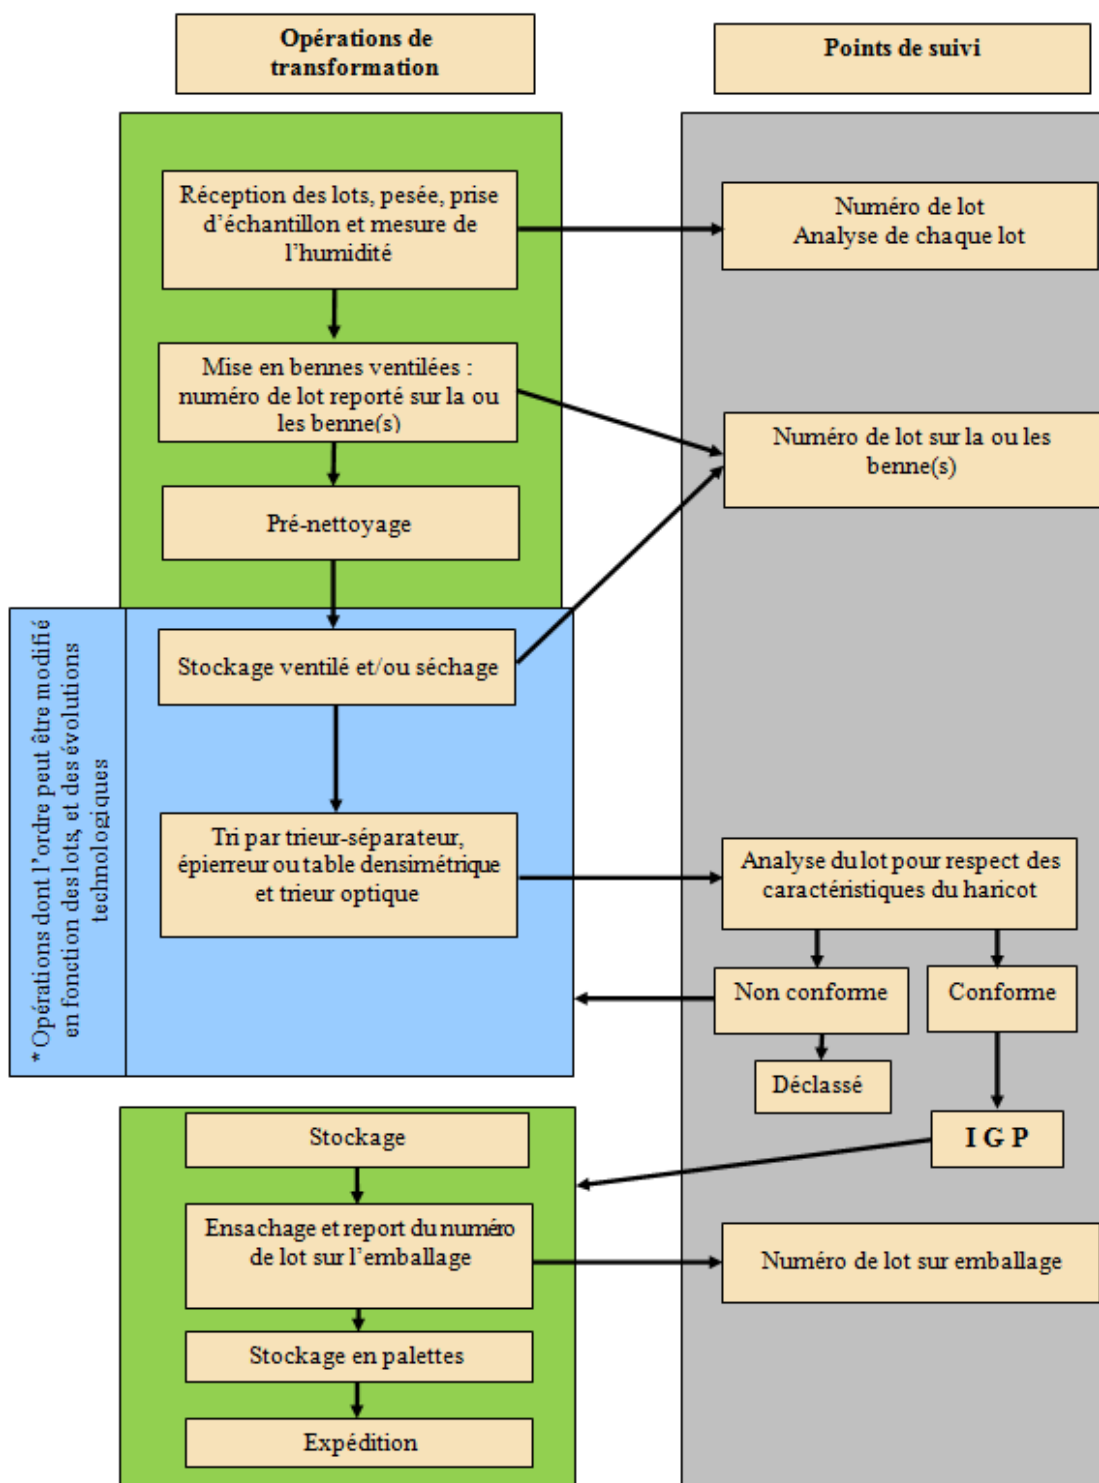 Opérations de
transformation
Points de suivi
Réception des lots, pesée, prise
d'échantillon et mesure de
l'humidité
Numéro de lot
Analyse de chaque lot
Mise en bennes ventilées :
numéro de lot reporté sur la ou
les benne(s)
Numéro de lot sur la ou les
benne(s)
Pré-nettoyage
Stockage ventilé et/ou séchage
*Opérations dont l'ordre peut être modifié
en fonction des lots, et des évolutions
technologiques
Tri par trieur-séparateur,
épierreur ou table densimétrique
et trieur optique
Analyse du lot pour respect des
caractéristiques du haricot
Non conforme
Conforme
Déclassé
I G P
Stockage
Ensachage et report du numéro
de lot sur l'emballage
Numéro de lot sur emballage
Stockage en palettes
Expédition